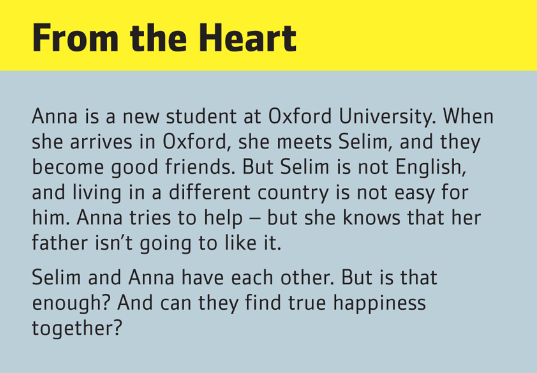 From the Heart
Anna is a new student at Oxford University. When
she arrives in Oxford, she meets Selim, and they
become good friends. But Selim is not English,
and living in a different country is not easy for
him. Anna tries to help – but she knows that her
father isn’t going to like it.
Selim and Anna have each other. But is that
enough? And can they find true happiness
together?